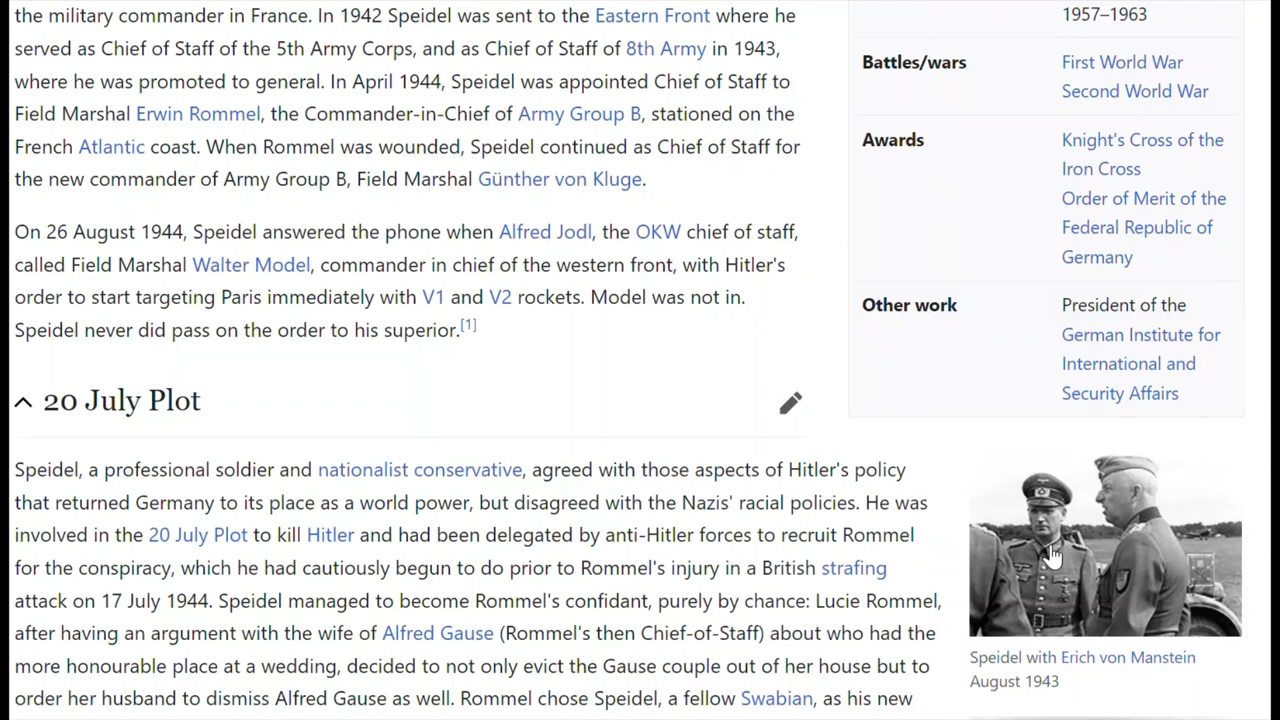 the military commander in France. In 1942 Speidel was sent to the Eastern Front where he
served as Chief of Staff of the 5th Army Corps, and as Chief of Staff of 8th Army in 1943,
where he was promoted to general. In April 1944, Speidel was appointed Chief of Staff to
Field Marshal Erwin Rommel, the Commander-in-Chief of Army Group B, stationed on the
French Atlantic coast. When Rommel was wounded, Speidel continued as Chief of Staff for
the new commander of Army Group B, Field Marshal Günther von Kluge.
On 26 August 1944, Speidel answered the phone when Alfred Jodl, the OKW chief of staff,
called Field Marshal Walter Model, commander in chief of the western front, with Hitler's
order to start targeting Paris immediately with V1 and V2 rockets. Model was not in.
Speidel never did pass on the order to his superior.[1]
20 July Plot
Speidel, a professional soldier and nationalist conservative, agreed with those aspects of Hitler's policy
that returned Germany to its place as a world power, but disagreed with the Nazis' racial policies. He was
involved in the 20 July Plot to kill Hitler and had been delegated by anti-Hitler forces to recruit Rommel
for the conspiracy, which he had cautiously begun to do prior to Rommel's injury in a British strafing
attack on 17 July 1944. Speidel managed to become Rommel's confidant, purely by chance: Lucie Rommel,
after having an argument with the wife of Alfred Gause (Rommel's then Chief-of-Staff) about who had the
more honourable place at a wedding, decided to not only evict the Gause couple out of her house but to
order her husband to dismiss Alfred Gause as well. Rommel chose Speidel, a fellow Swabian, as his new
1957–1963
Battles/wars
First World War
Second World War
Awards
Knight's Cross of the
Iron Cross
Order of Merit of the
Federal Republic of
Germany
Other work
President of the
German Institute for
International and
Security Affairs
Speidel with Erich von Manstein
August 1943